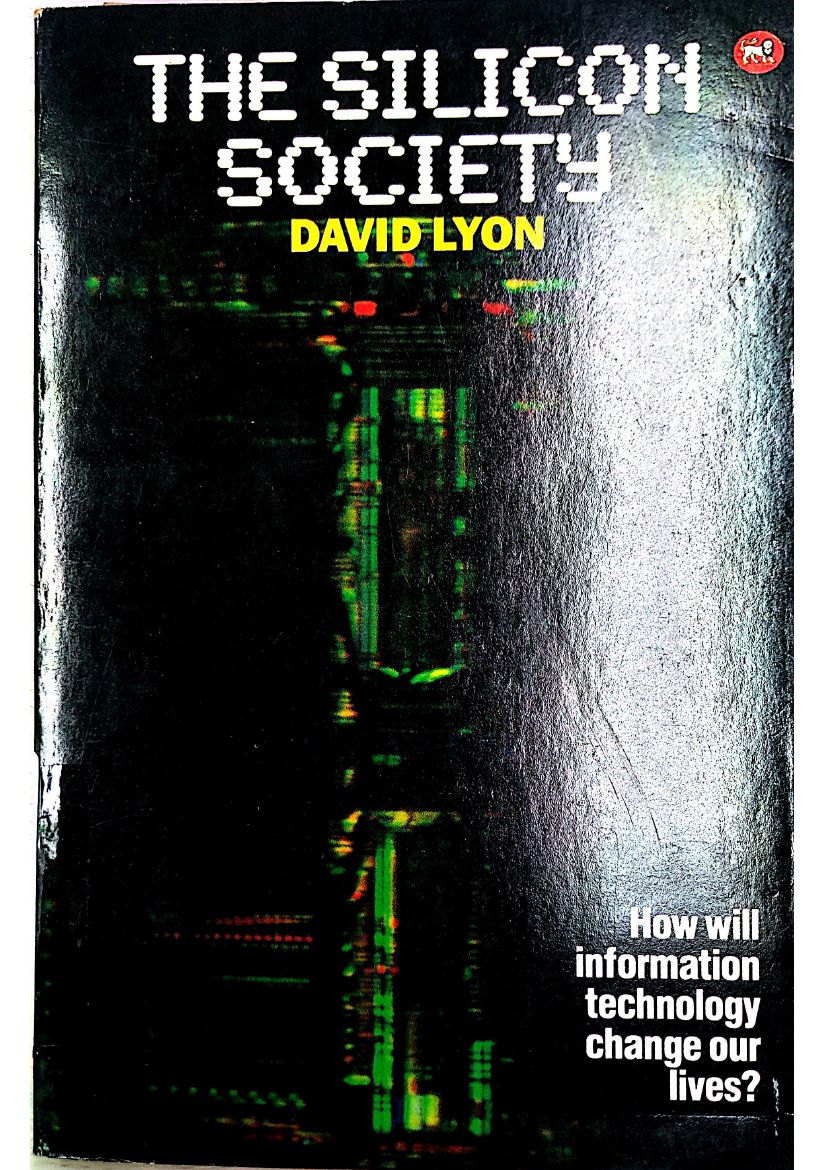 THE SILICON
SOCIETY
DAVID LYON
How will
information
technology
change our
lives?